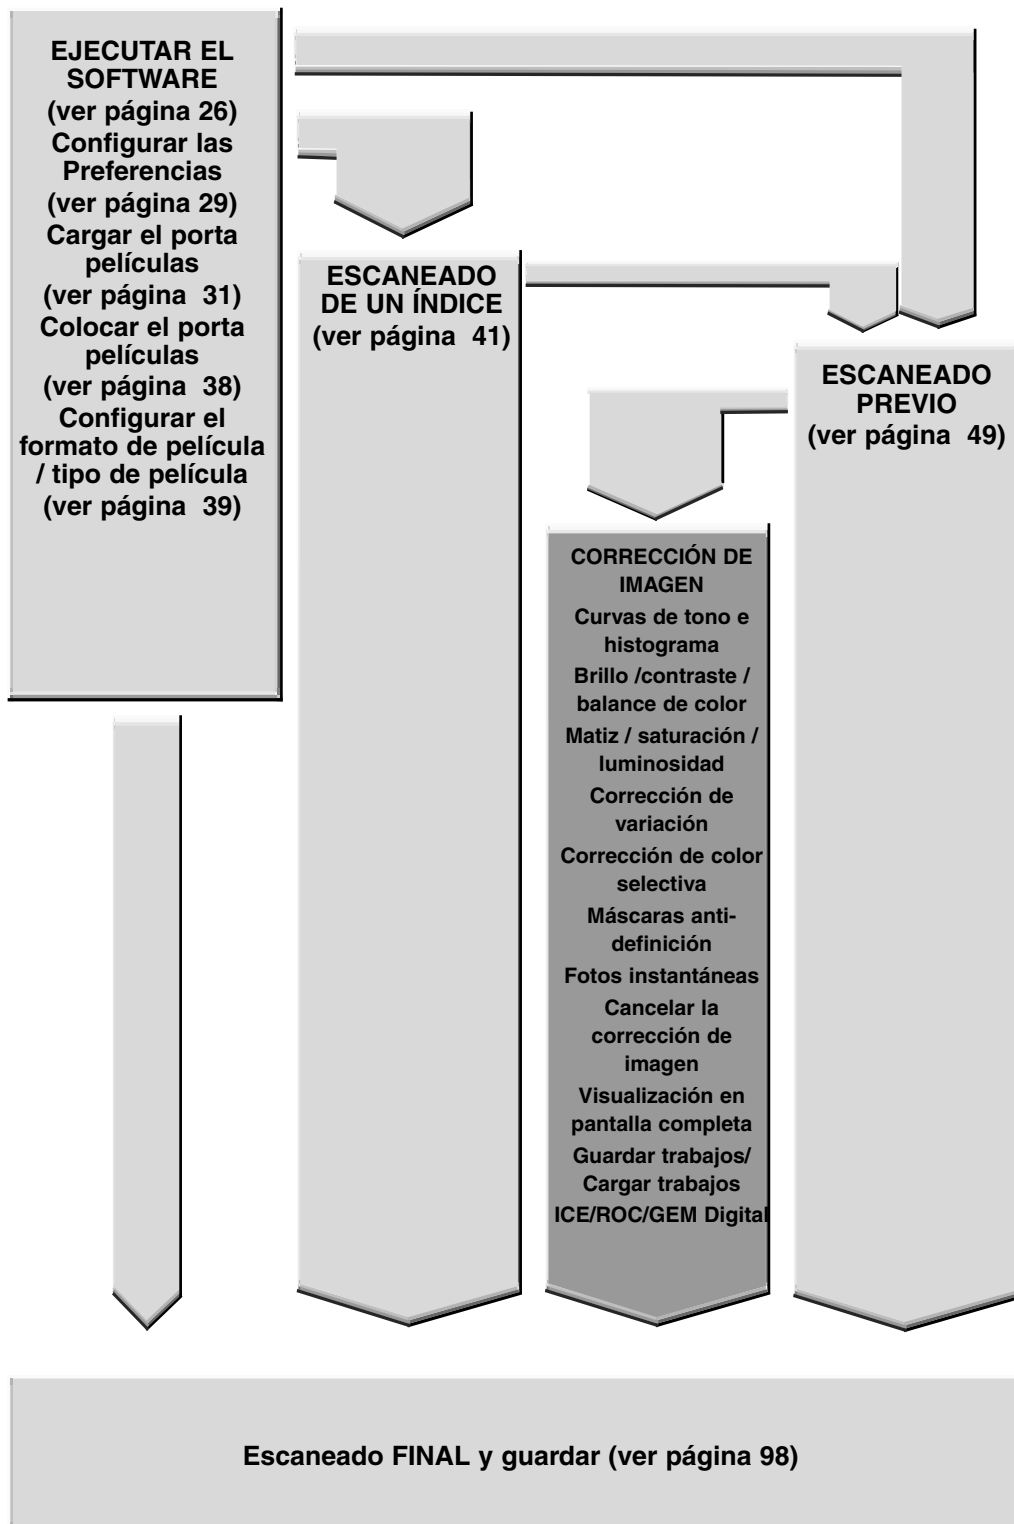 EJECUTAR EL
SOFTWARE
(ver página 26)
Configurar las
Preferencias
(ver página 29)
Cargar el porta
películas
(ver página 31)
Colocar el porta
películas
(ver página 38)
Configurar el
formato de película
/ tipo de película
(ver página 39)
ESCANEADO
DE UN ÍNDICE
(ver página 41)
ESCANEADO
PREVIO
(ver página 49)
CORRECCIÓN DE
IMAGEN
Curvas de tono e
histograma
Brillo /contraste /
balance de color
Matiz / saturación /
luminosidad
Corrección de
variación
Corrección de color
selectiva
Máscaras anti-
definición
Fotos instantáneas
Cancelar la
corrección de
imagen
Visualización en
pantalla completa
Guardar trabajos/
Cargar trabajos
ICE/ROC/GEM Digital
Escaneado FINAL y guardar (ver página 98)